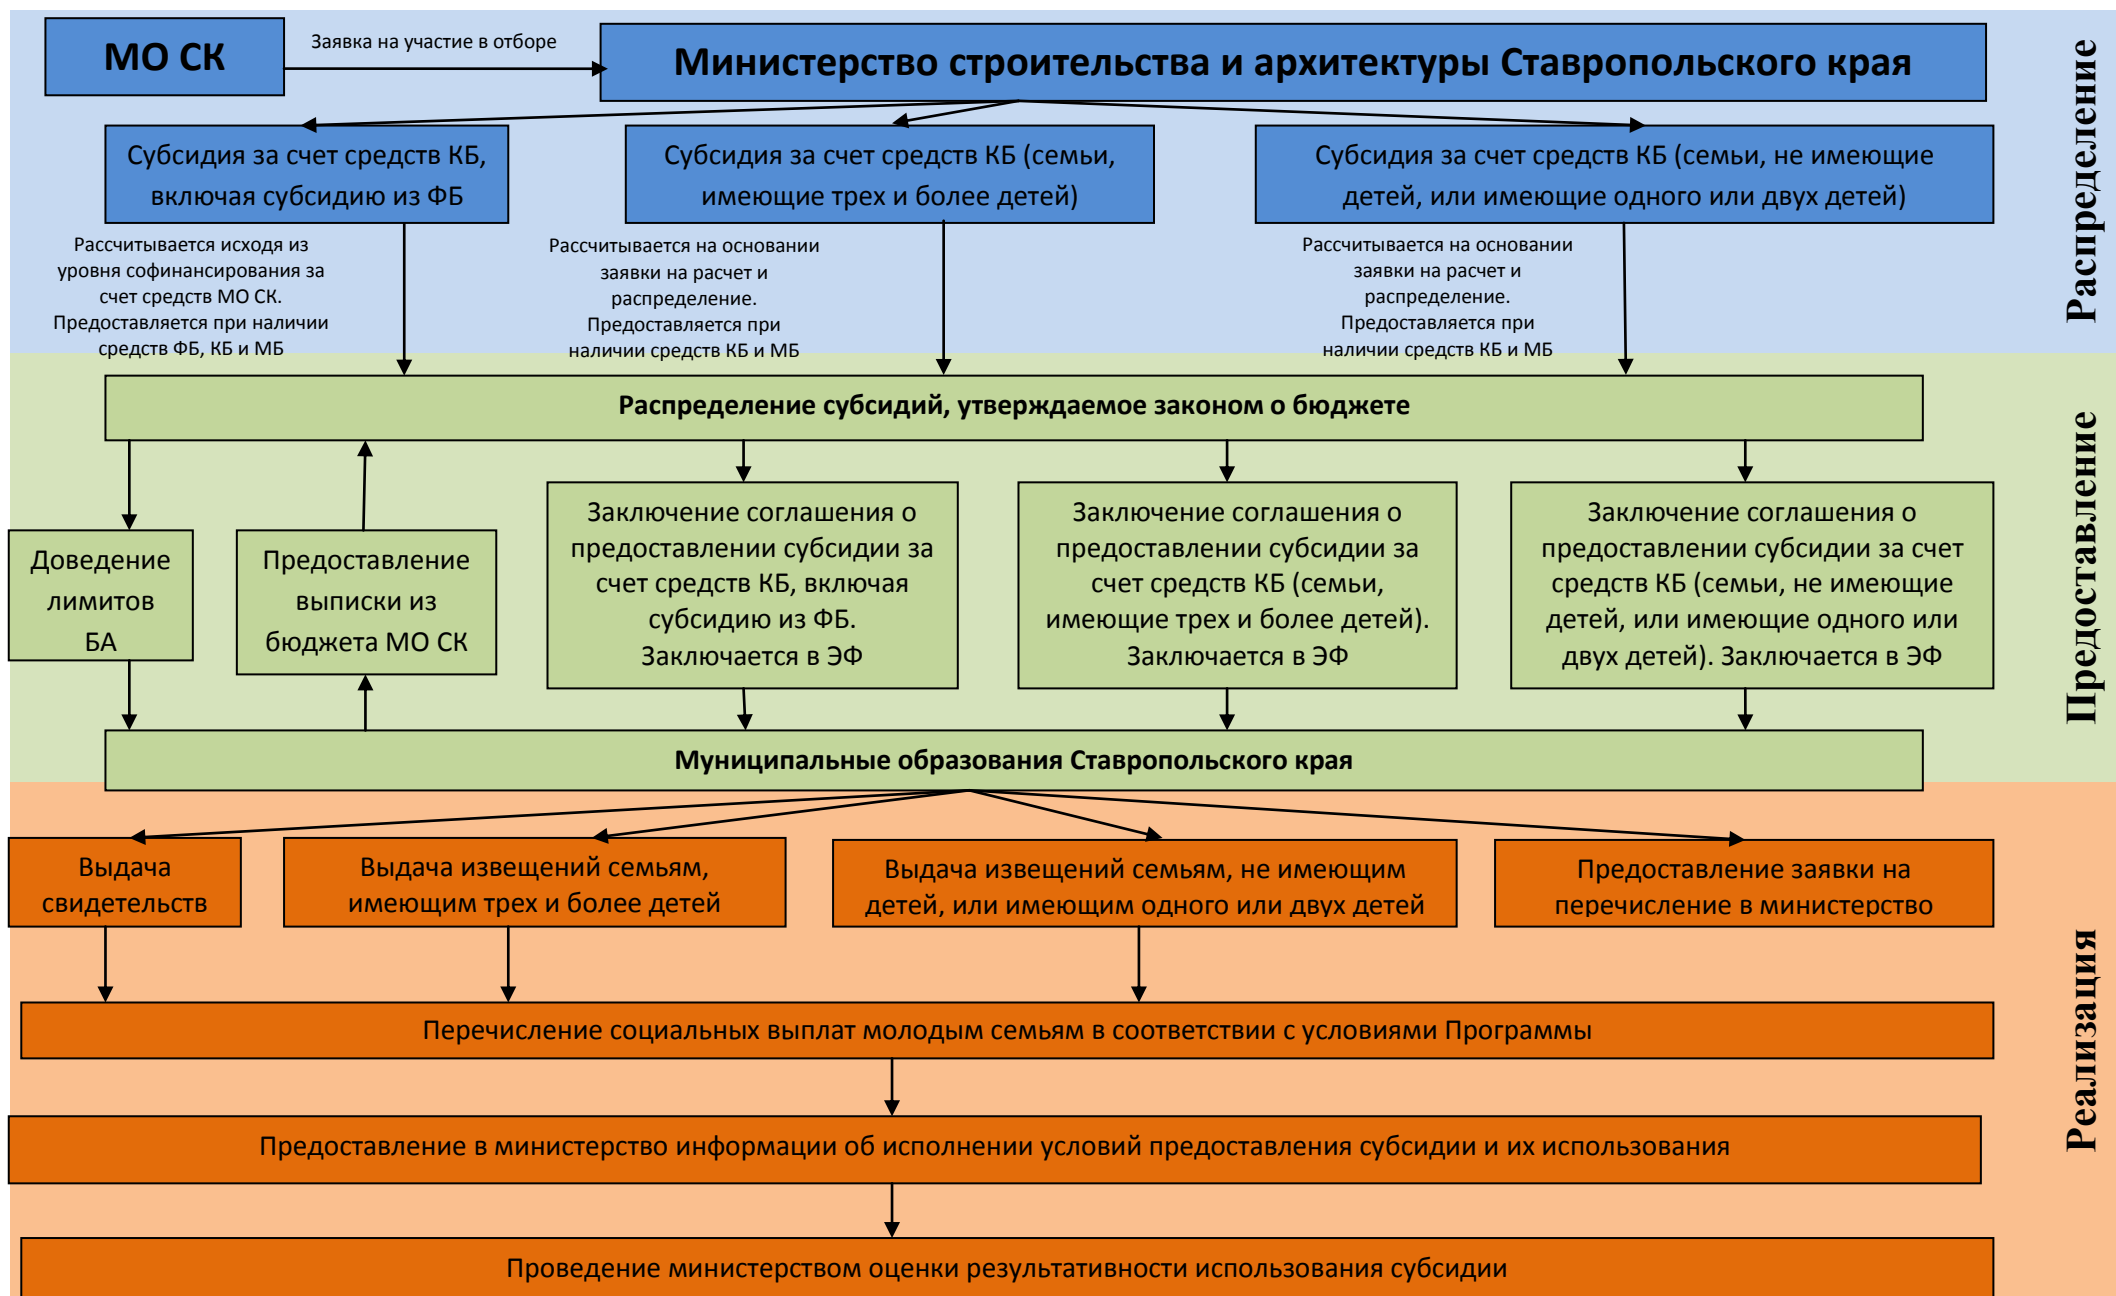 МО СК
Заявка на участие в отборе
Министерство строительства и архитектуры Ставропольского края
Субсидия за счет средств КБ,
включая субсидию из ФБ
Субсидия за счет средств КБ (семьи,
имеющие трех и более детей)
Субсидия за счет средств КБ (семьи, не имеющие
детей, или имеющие одного или двух детей)
Рассчитывается исходя из
уровня софинансирования за
счет средств МО СК.
Предоставляется при наличии
средств ФБ, КБ и МБ
Рассчитывается на основании
заявки на расчет и
распределение.
Предоставляется при
наличии средств КБ и МБ
Рассчитывается на основании
заявки на расчет и
распределение.
Предоставляется при
наличии средств КБ и МБ
Распределение
Распределение субсидий, утверждаемое законом о бюджете
Доведение
лимитов
БА
Предоставление
выписки из
бюджета МО СК
Заключение соглашения о
предоставлении субсидии за
счет средств КБ, включая
субсидию из ФБ.
Заключается в ЭФ
Заключение соглашения о
предоставлении субсидии за
счет средств КБ (семьи,
имеющие трех и более детей).
Заключается в ЭФ
Заключение соглашения о
предоставлении субсидии за счет
средств КБ (семьи, не имеющие
детей, или имеющие одного или
двух детей). Заключается в ЭФ
Муниципальные образования Ставропольского края
Предоставление
Выдача
свидетельств
Выдача извещений семьям,
имеющим трех и более детей
Выдача извещений семьям, не имеющим
детей, или имеющим одного или двух детей
Предоставление заявки на
перечисление в министерство
Перечисление социальных выплат молодым семьям в соответствии с условиями Программы
Предоставление в министерство информации об исполнении условий предоставления субсидии и их использования
Проведение министерством оценки результативности использования субсидии
Реализация